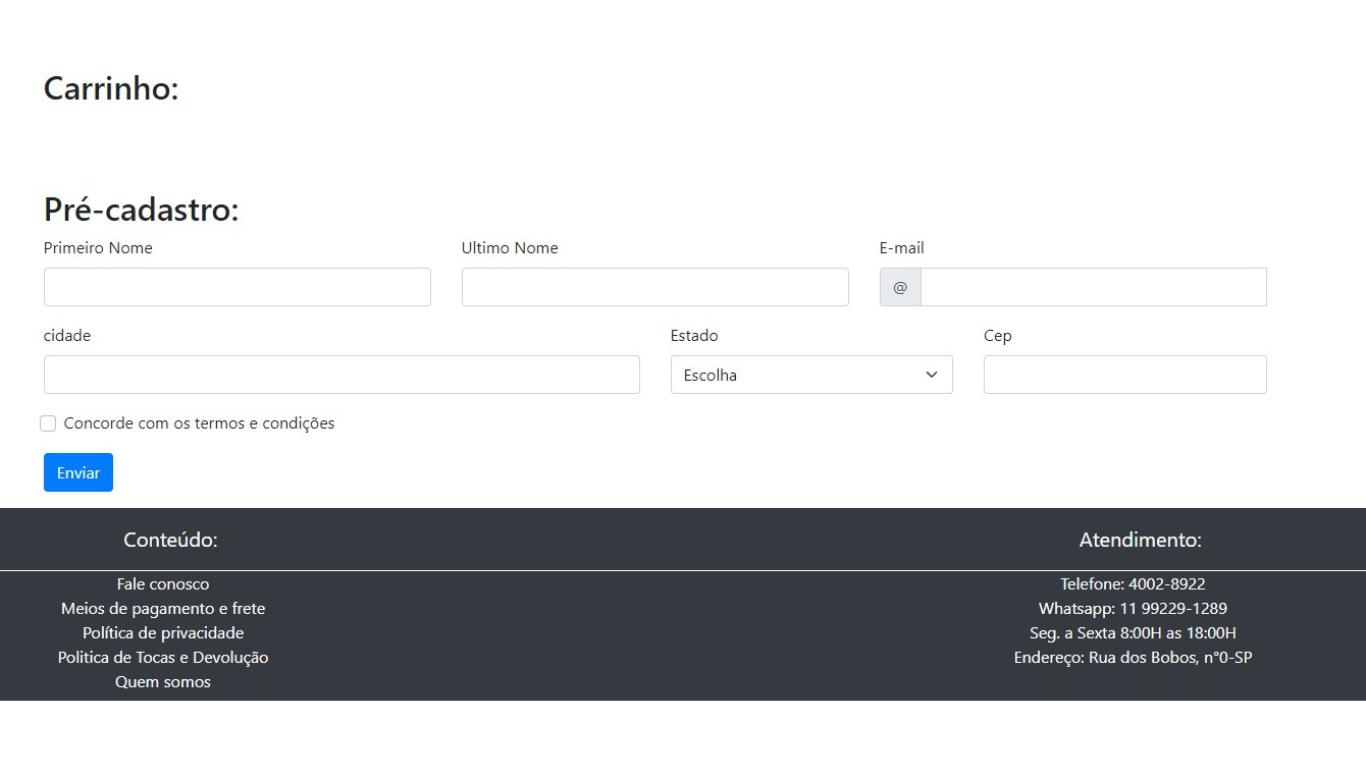 Carrinho:
Pré-cadastro:
Primeiro Nome
Ultimo Nome
E-mail
@
cidade
Estado
Cep
Escolha
Concorde com os termos e condições
Enviar
Conteúdo:
Fale conosco
Meios de pagamento e frete
Política de privacidade
Politica de Tocas e Devolução
Quem somos
Atendimento:
Telefone: 4002-8922
Whatsapp: 11 99229-1289
Seg. a Sexta 8:00H as 18:00H
Endereço: Rua dos Bobos, n°0-SP